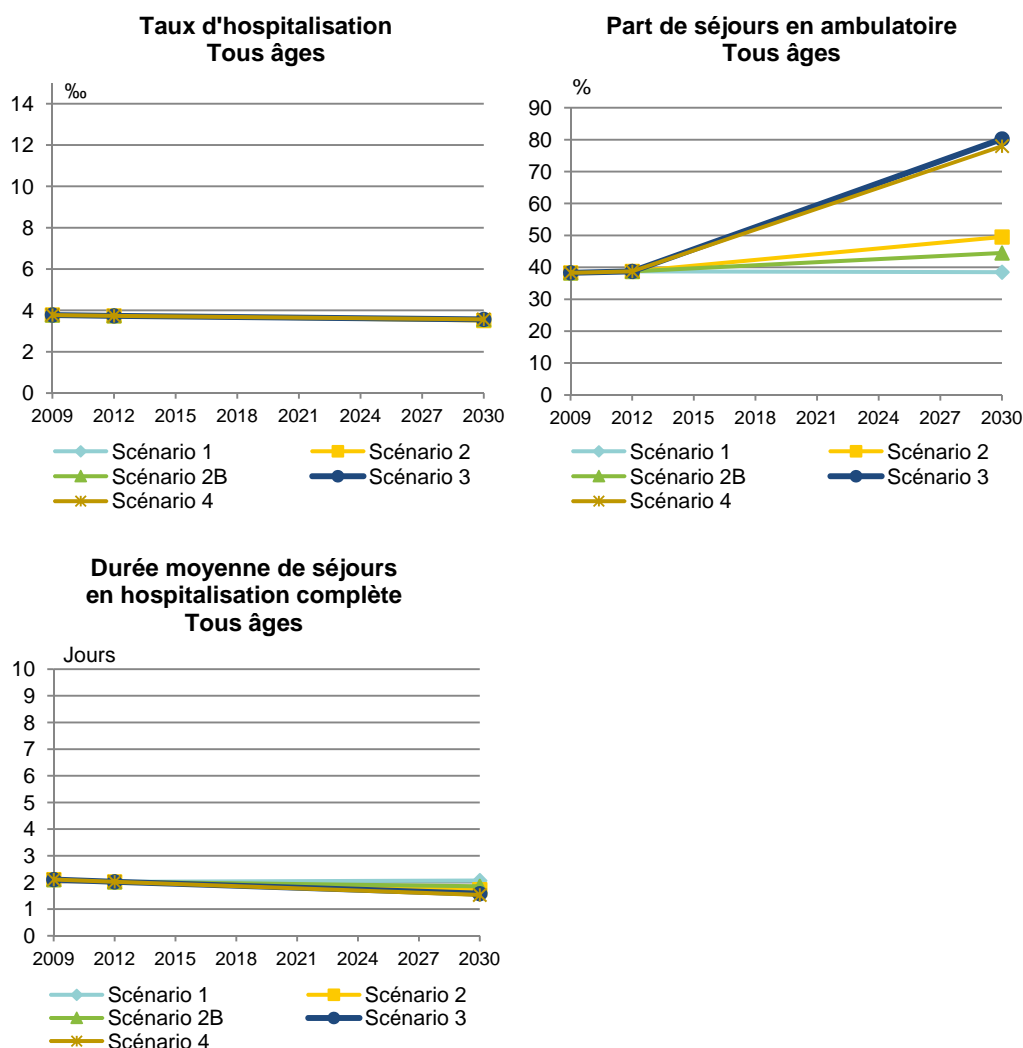 Taux d'hospitalisation
Tous âges
‰
14
12
10
8
6
4
2
0
2009 2012 2015 2018 2021 2024 2027 2030
Scénario 1
Scénario 2
Scénario 2B
Scénario 3
Scénario 4
Part de séjours en ambulatoire
Tous âges
%
90
80
70
60
50
40
30
20
10
0
2009 2012 2015 2018 2021 2024 2027 2030
Scénario 1
Scénario 2
Scénario 2B
Scénario 3
Scénario 4
Durée moyenne de séjours
en hospitalisation complète
Tous âges
Jours
10
9
8
7
6
5
4
3
2
1
0
2009 2012 2015 2018 2021 2024 2027 2030
Scénario 1
Scénario 2
Scénario 2B
Scénario 3
Scénario 4